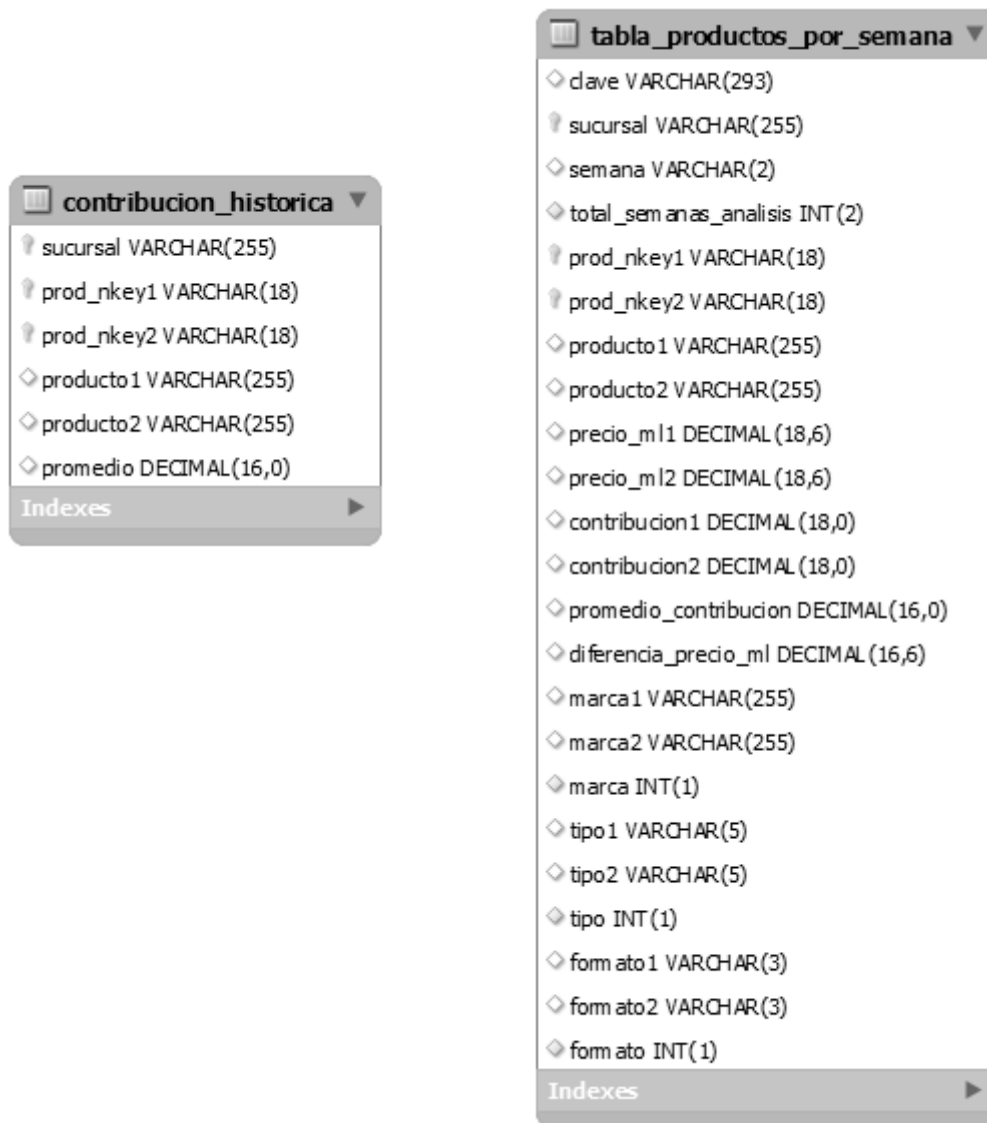 contribucion_historica
sucursal VARCHAR(255)
prod_nkey1 VARCHAR(18)
prod_nkey2 VARCHAR(18)
producto1 VARCHAR(255)
producto2 VARCHAR(255)
promedio DECIMAL(16,0)
Indexes
tabla_productos_por_semana
clave VARCHAR(293)
sucursal VARCHAR(255)
semana VARCHAR(2)
total_semanas_analisis INT(2)
prod_nkey1 VARCHAR(18)
prod_nkey2 VARCHAR(18)
producto1 VARCHAR(255)
producto2 VARCHAR(255)
precio_ml1 DECIMAL(18,6)
precio_ml2 DECIMAL(18,6)
contribucion1 DECIMAL(18,0)
contribucion2 DECIMAL(18,0)
promedio_contribucion DECIMAL(16,0)
diferencia_precio_ml DECIMAL(16,6)
marca1 VARCHAR(255)
marca2 VARCHAR(255)
marca INT(1)
tipo1 VARCHAR(5)
tipo2 VARCHAR(5)
tipo INT(1)
formato1 VARCHAR(3)
formato2 VARCHAR(3)
formato INT(1)
Indexes